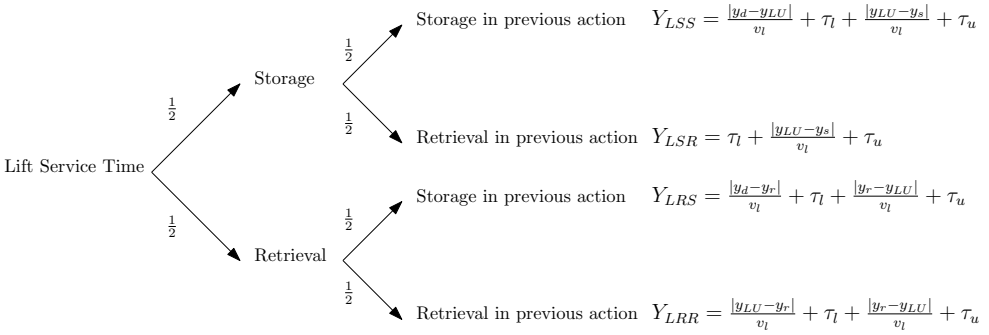 Storage in previous action $Y_{LSS} = \frac{|y_d - y_{LU}|}{v_l} + \tau_l + \frac{|y_{LU} - y_s|}{v_l} + \tau_u$
$\frac{1}{2}$
Storage
$\frac{1}{2}$
$\frac{1}{2}$
Retrieval in previous action $Y_{LSR} = \tau_l + \frac{|y_{LU} - y_s|}{v_l} + \tau_u$
Lift Service Time
Storage in previous action $Y_{LRS} = \frac{|y_d - y_r|}{v_l} + \tau_l + \frac{|y_r - y_{LU}|}{v_l} + \tau_u$
$\frac{1}{2}$
$\frac{1}{2}$
Retrieval
$\frac{1}{2}$
Retrieval in previous action $Y_{LRR} = \frac{|y_{LU} - y_r|}{v_l} + \tau_l + \frac{|y_r - y_{LU}|}{v_l} + \tau_u$